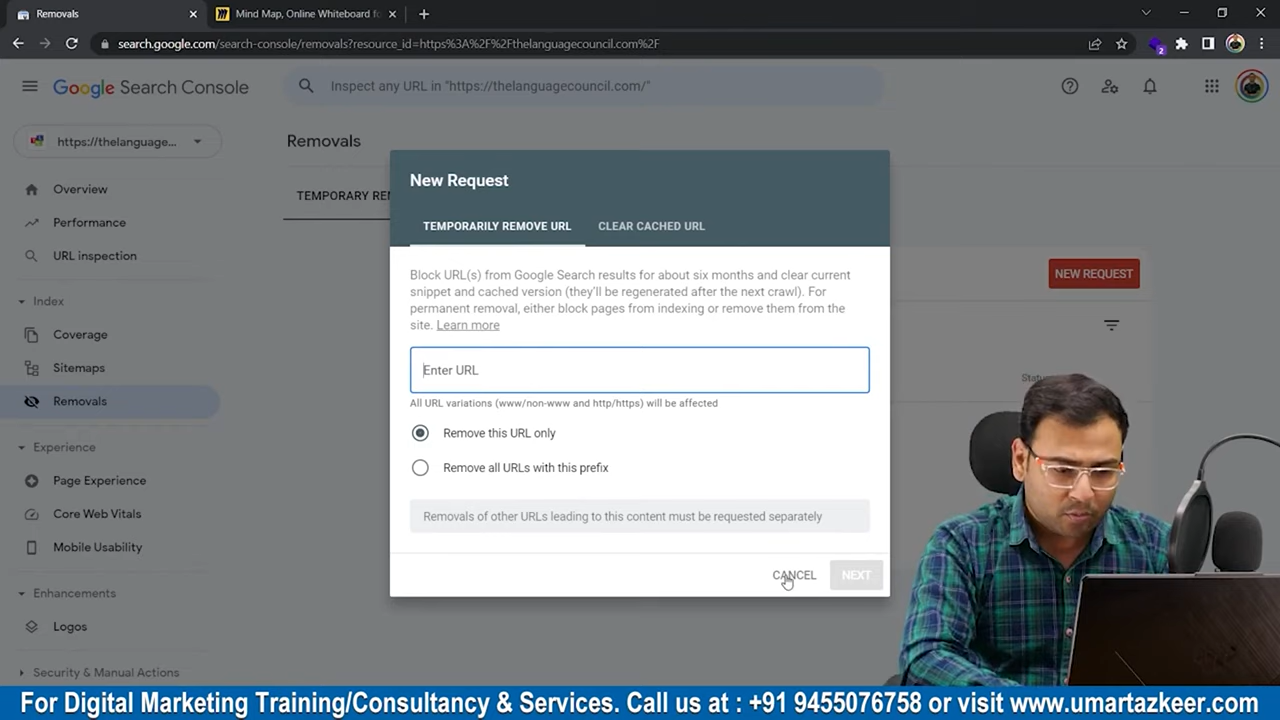 Removals
Mind Map, Online Whiteboard fo
search.google.com/search-console/removals?resource_id=https%3A%2F%2Fthelanguagecouncil.com%2F
2
Google Search Console
Inspect any URL in "https://thelanguagecouncil.com/"
https://thelanguage...
Removals
Overview
TEMPORARY REM
Performance
URL inspection
Index
Coverage
Sitemaps
Removals
Experience
Page Experience
Core Web Vitals
Mobile Usability
Enhancements
Logos
Security & Manual Actions
NEW REQUEST
New Request
TEMPORARILY REMOVE URL
CLEAR CACHED URL
Block URL(s) from Google Search results for about six months and clear current
snippet and cached version (they'll be regenerated after the next crawl). For
permanent removal, either block pages from indexing or remove them from the
site. Learn more
Enter URL
All URL variations (www/non-www and http/https) will be affected
Remove this URL only
Remove all URLs with this prefix
Removals of other URLs leading to this content must be requested separately
CANCEL
NEXT
For Digital Marketing Training/Consultancy & Services. Call us at : +91 9455076758 or visit www.umartazkeer.com